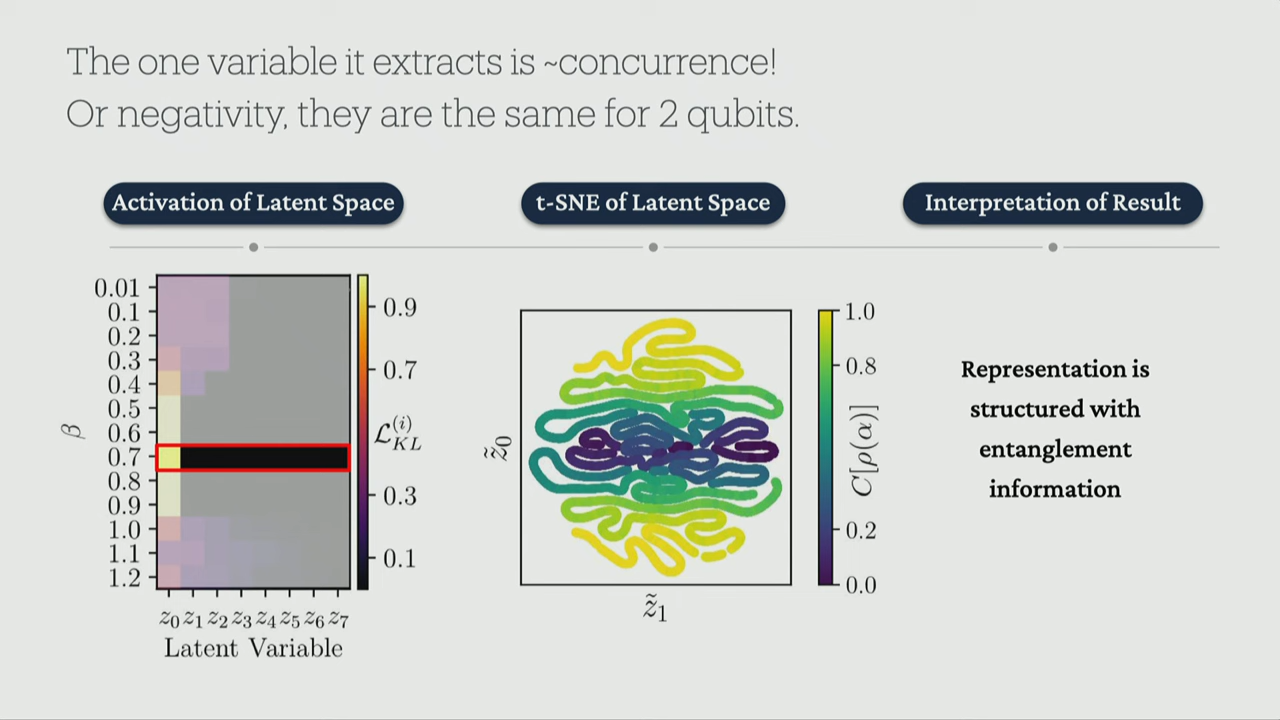 The one variable it extracts is ~concurrence!
Or negativity, they are the same for 2 qubits.
Activation of Latent Space
t-SNE of Latent Space
Interpretation of Result
0.01
0.1
0.2
0.3
0.4
0.5
0.6
0.7
0.8
0.9
1.0
1.1
1.2
β
z₀ z₁ z₂ z₃ z₄ z₅ z₆ z₇
Latent Variable
0.9
0.7
0.3
0.1
𝓛_KL^(i)
z̃₀
z̃₁
1.0
0.8
0.2
0.0
C[ρ(α)]
Representation is
structured with
entanglement
information